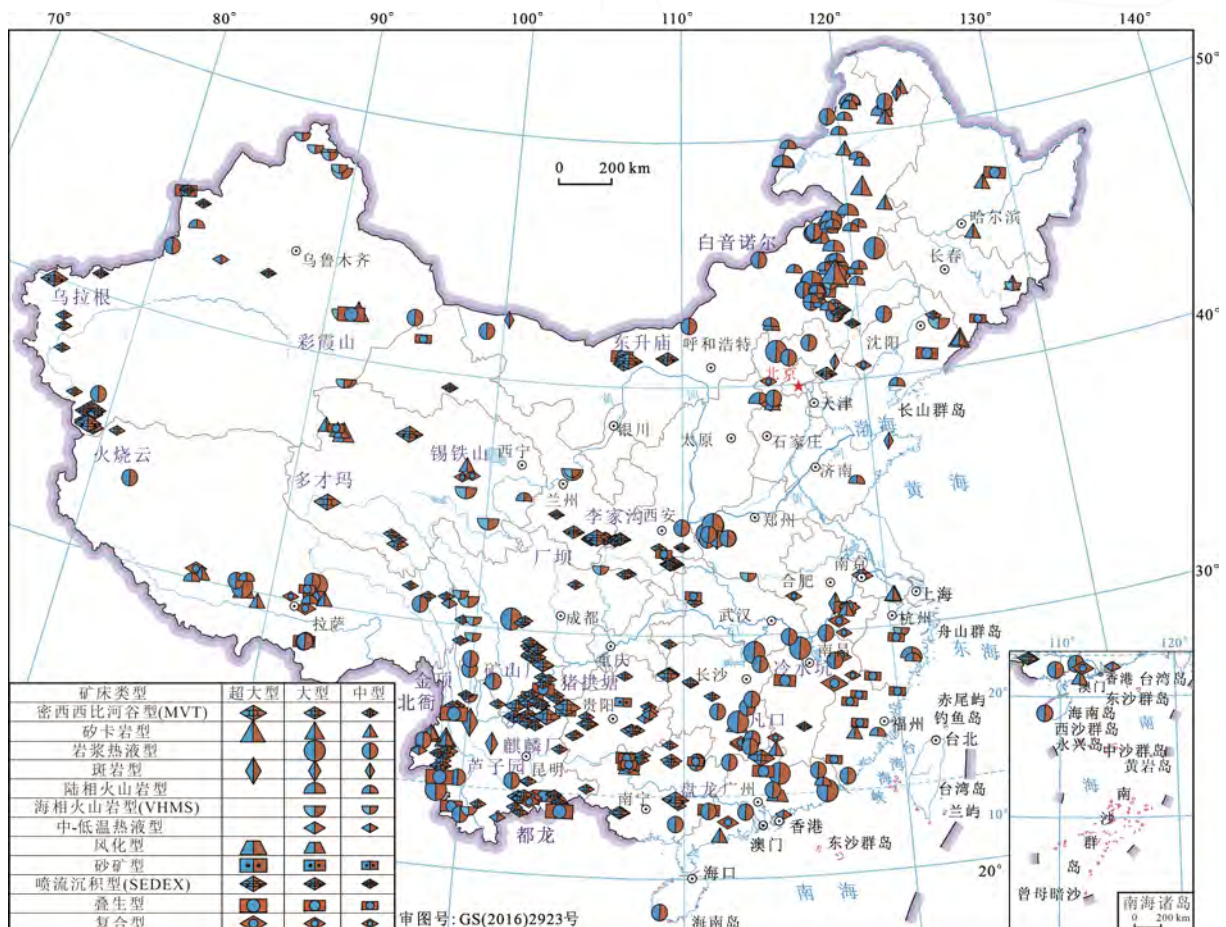 70° 80° 90° 100° 110° 120° 130° 140°
50°
40°
30°
20°
0 200 km
哈尔滨
长春
白音诺尔
乌鲁木齐
乌拉根
彩霞山
东升庙
呼和浩特
沈阳
北京
天津
长山群岛
渤海
银川
太原
石家庄
济南
火烧云
锡铁山
西宁
多才玛
兰州
黄海
李家沟
西安
郑州
厂坝
南京
合肥
上海
拉萨
成都
武汉
杭州
舟山群岛
东海
重庆
南昌
冷水坑
金顶
矿山厂
猪拱塘
长沙
北衙
贵阳
凡口
福州
赤尾屿
钓鱼岛
台北
麒麟厂
芦子园
昆明
台湾海峡
台湾岛
兰屿
南宁
盘龙
广州
都龙
香港
澳门
东沙群岛
海口
南海
海南岛
矿床类型 超大型 大型 中型
密西西比河谷型(MVT)
矽卡岩型
岩浆热液型
斑岩型
陆相火山岩型
海相火山岩型(VHMS)
中-低温热液型
风化型
砂矿型
喷流沉积型(SEDEX)
叠生型
复合型
审图号: GS(2016)2923号
110° 120°
20°
香港 台湾岛
澳门
东沙群岛
海南岛
西沙群岛
永兴岛
中沙群岛
黄岩岛
南海
南沙群岛
曾母暗沙
南海诸岛
0 200 km